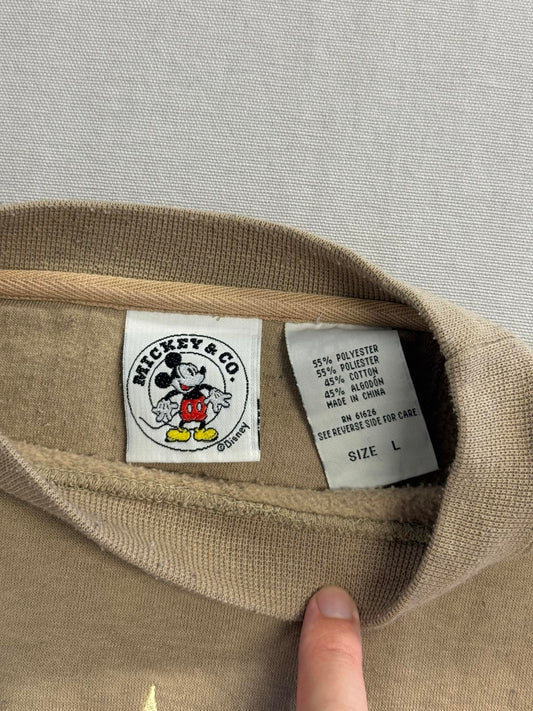 MICKEY & CO.
©Disney
55% POLYESTER
55% POLIESTER
45% COTTON
45% ALGODÓN
MADE IN CHINA
RN 61626
SEE REVERSE SIDE FOR CARE
SIZE L